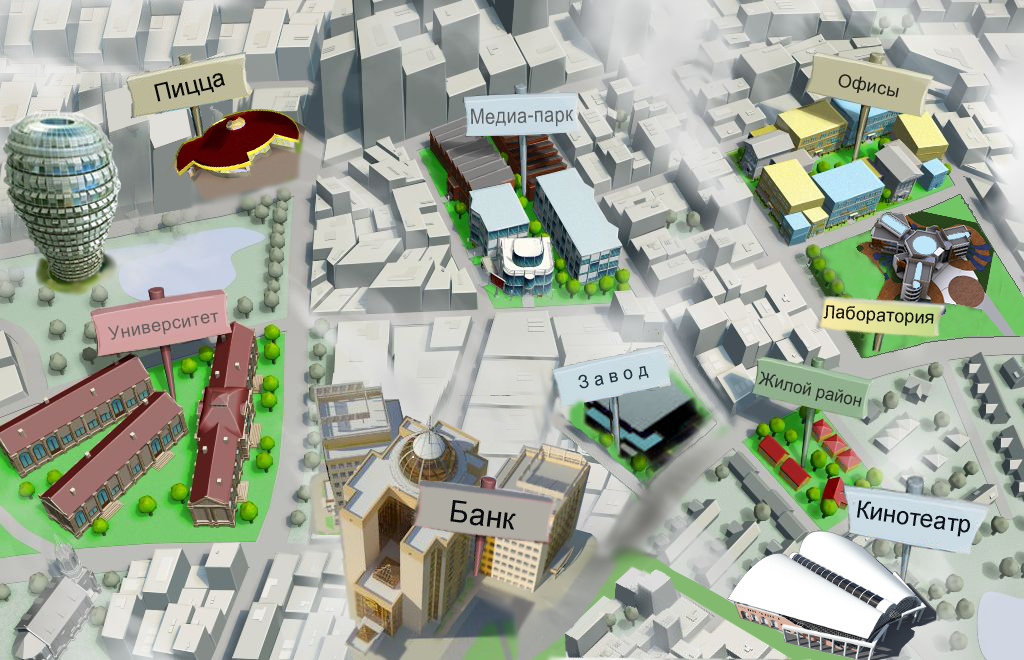 Пицца
Медиа-парк
Офисы
Университет
Лаборатория
Завод
Жилой район
Банк
Кинотеатр